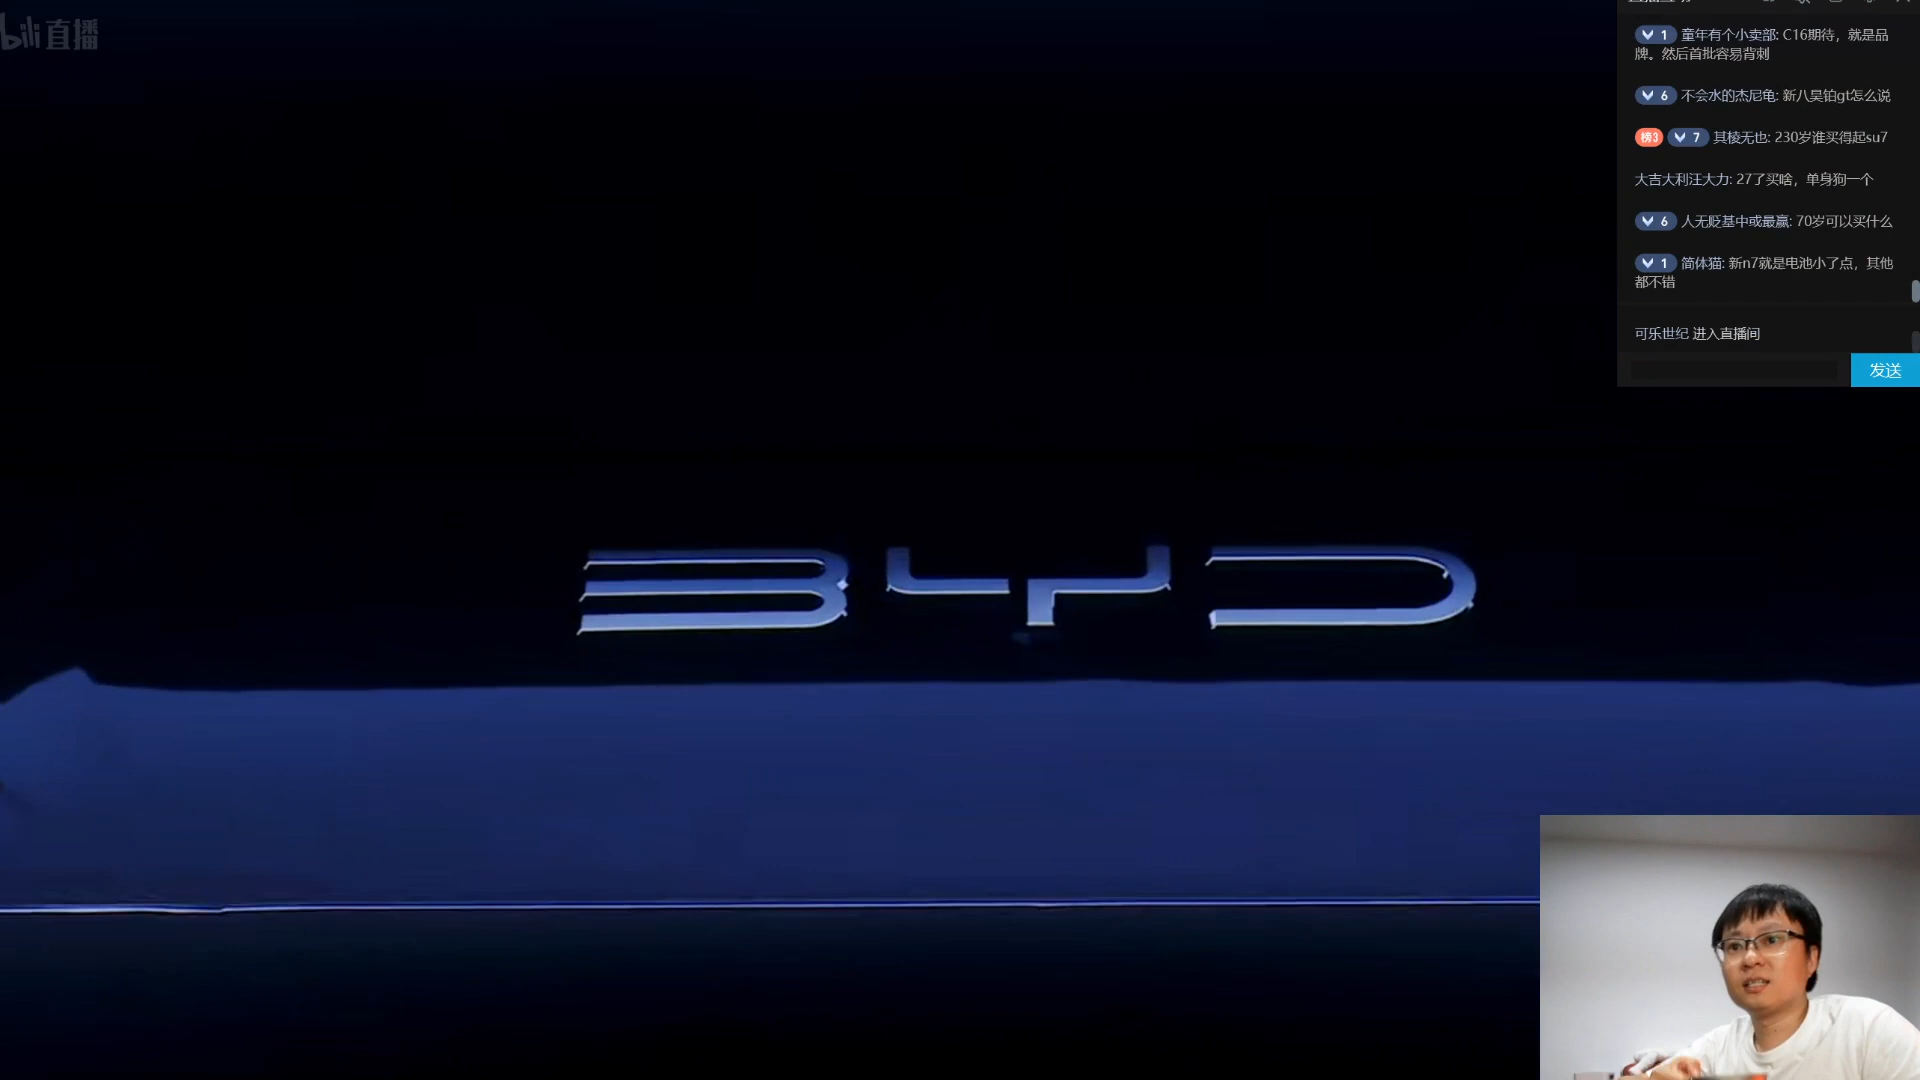 bili直播
1 童年有个小卖部: C16期待，就是品
牌。然后首批容易背刺
6 不会水的杰尼龟: 新八昊铂gt怎么说
榜3 7 其棱无也: 230岁谁买得起su7
大吉大利汪大力: 27了买啥，单身狗一个
6 人无贬基中或最赢: 70岁可以买什么
1 简体猫: 新n7就是电池小了点，其他
都不错
可乐世纪 进入直播间
发送
BYD